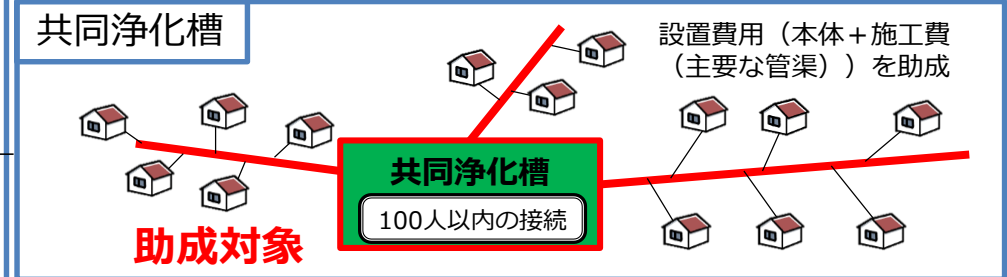 共同浄化槽
設置費用（本体＋施工費
（主要な管渠））を助成
共同浄化槽
100人以内の接続
助成対象